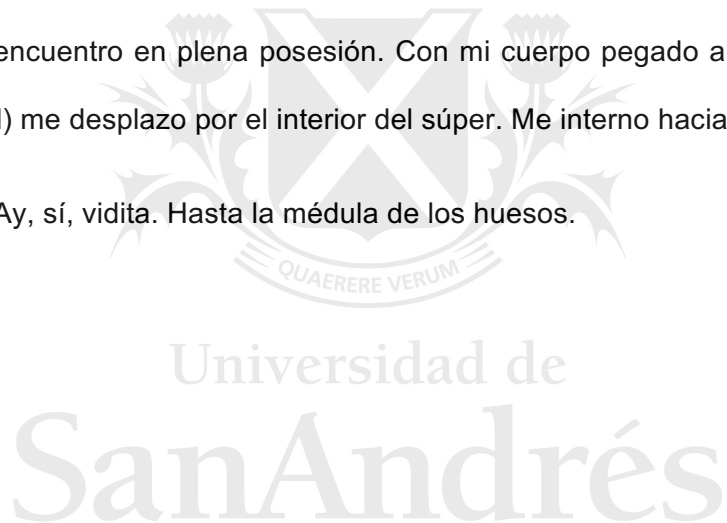 encuentro en plena posesión. Con mi cuerpo pegado a
) me desplazo por el interior del súper. Me interno hacia
Ay, sí, vidita. Hasta la médula de los huesos.
QUAERERE VERUM
Universidad de
SanAndrés